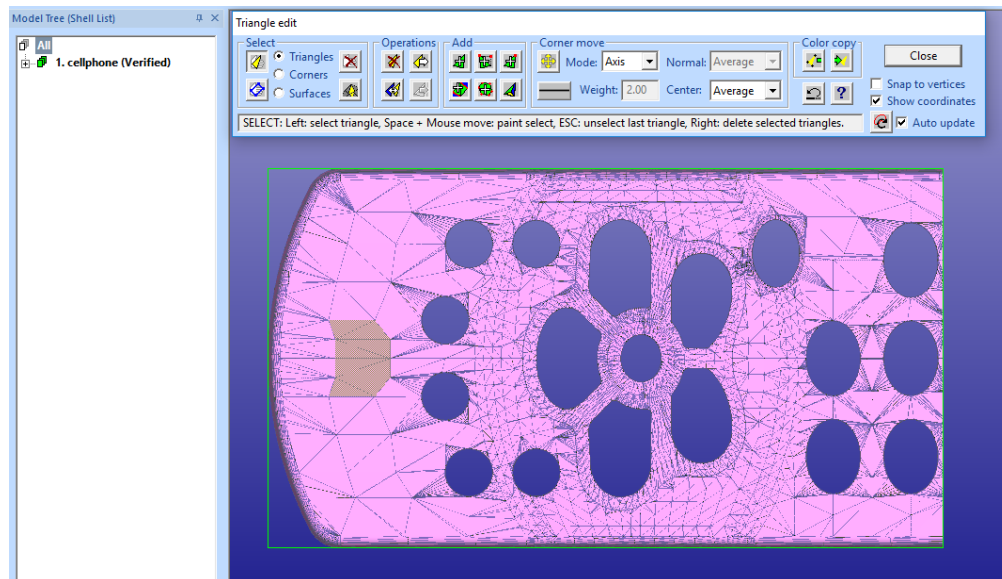 Model Tree (Shell List)
All
1. cellphone (Verified)
Triangle edit
Select
Triangles
Corners
Surfaces
Operations
Add
Corner move
Mode: Axis
Normal: Average
Weight: 2.00
Center: Average
Color copy
?
Close
Snap to vertices
Show coordinates
Auto update
SELECT: Left: select triangle, Space + Mouse move: paint select, ESC: unselect last triangle, Right: delete selected triangles.